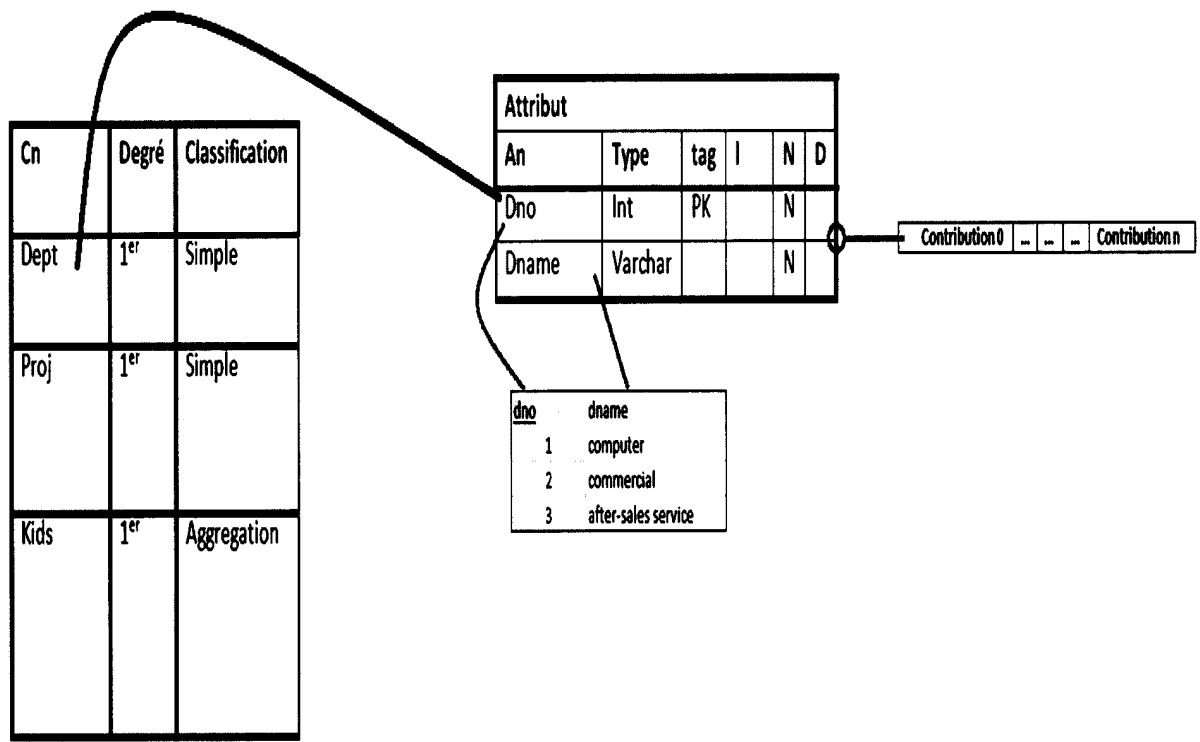 Cn Degré Classification
Dept 1er Simple
Proj 1er Simple
Kids 1er Aggregation
Attribut
An Type tag I N D
Dno Int PK N
Dname Varchar N
dno dname
1 computer
2 commercial
3 after-sales service
Contribution 0 ... ... ... Contribution n